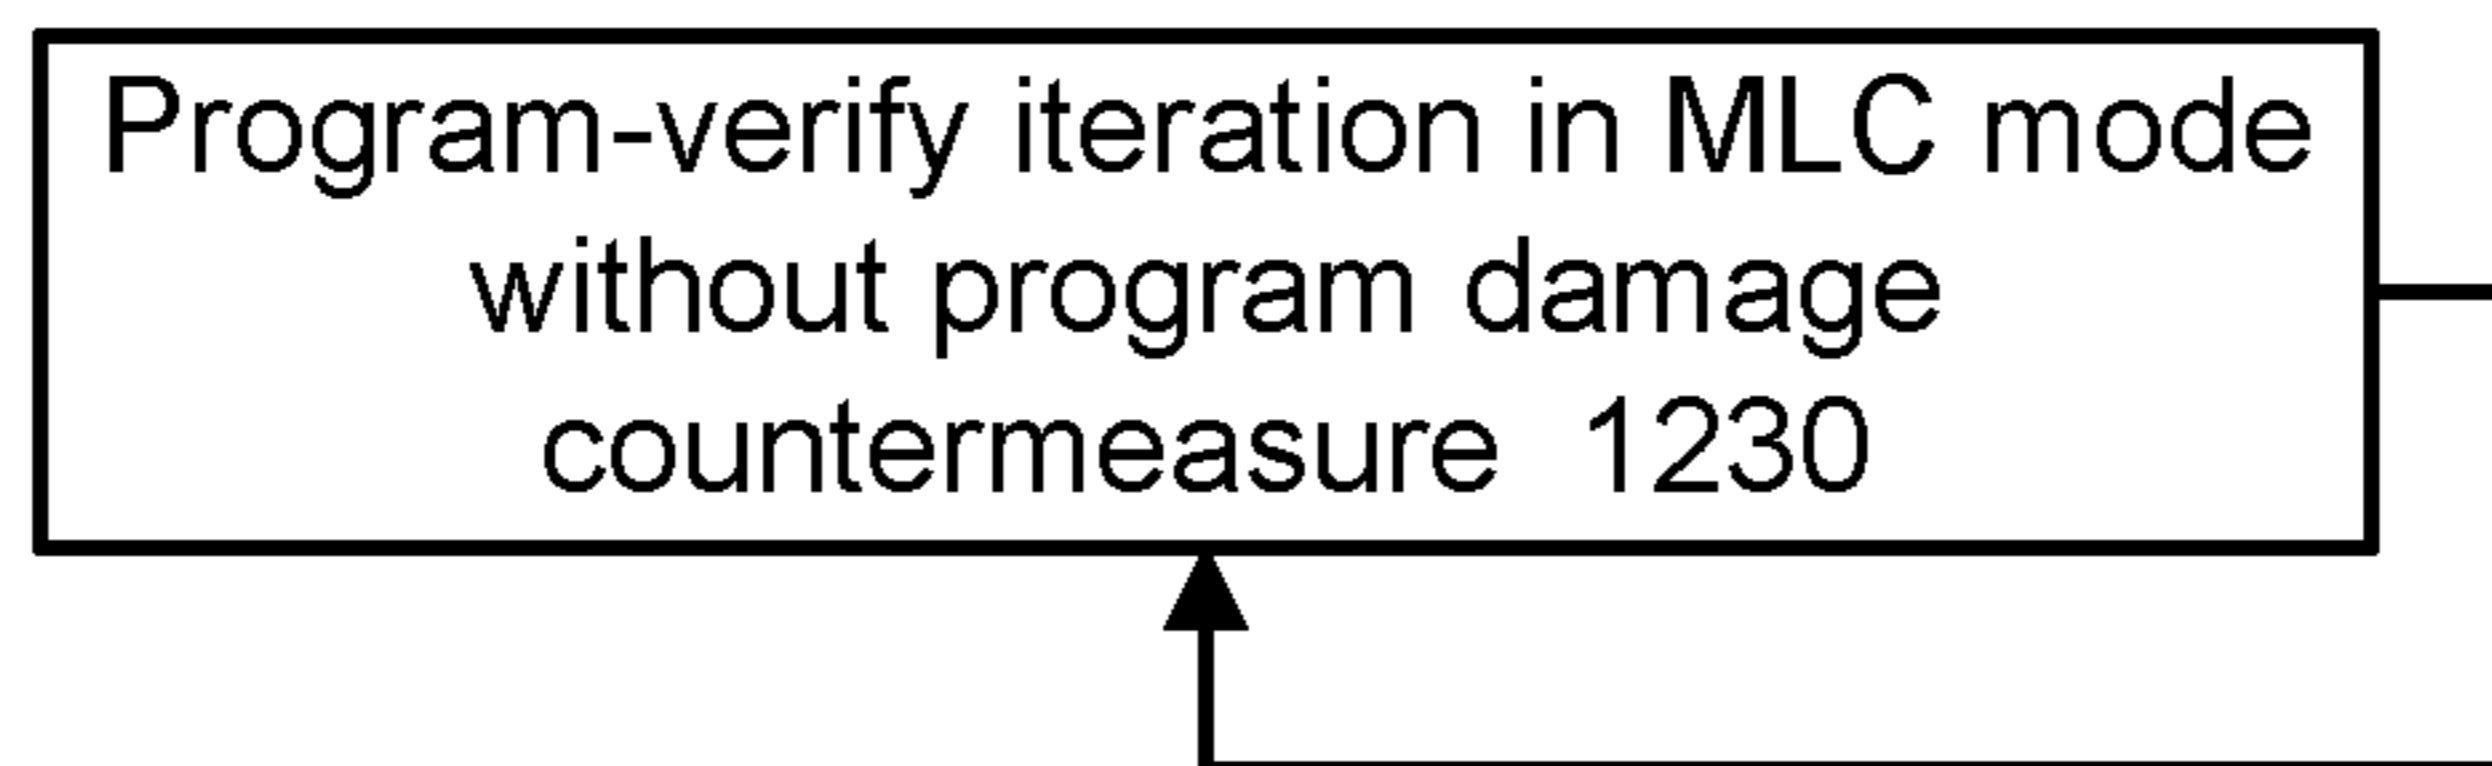 Program-verify iteration in MLC mode
without program damage
countermeasure 1230